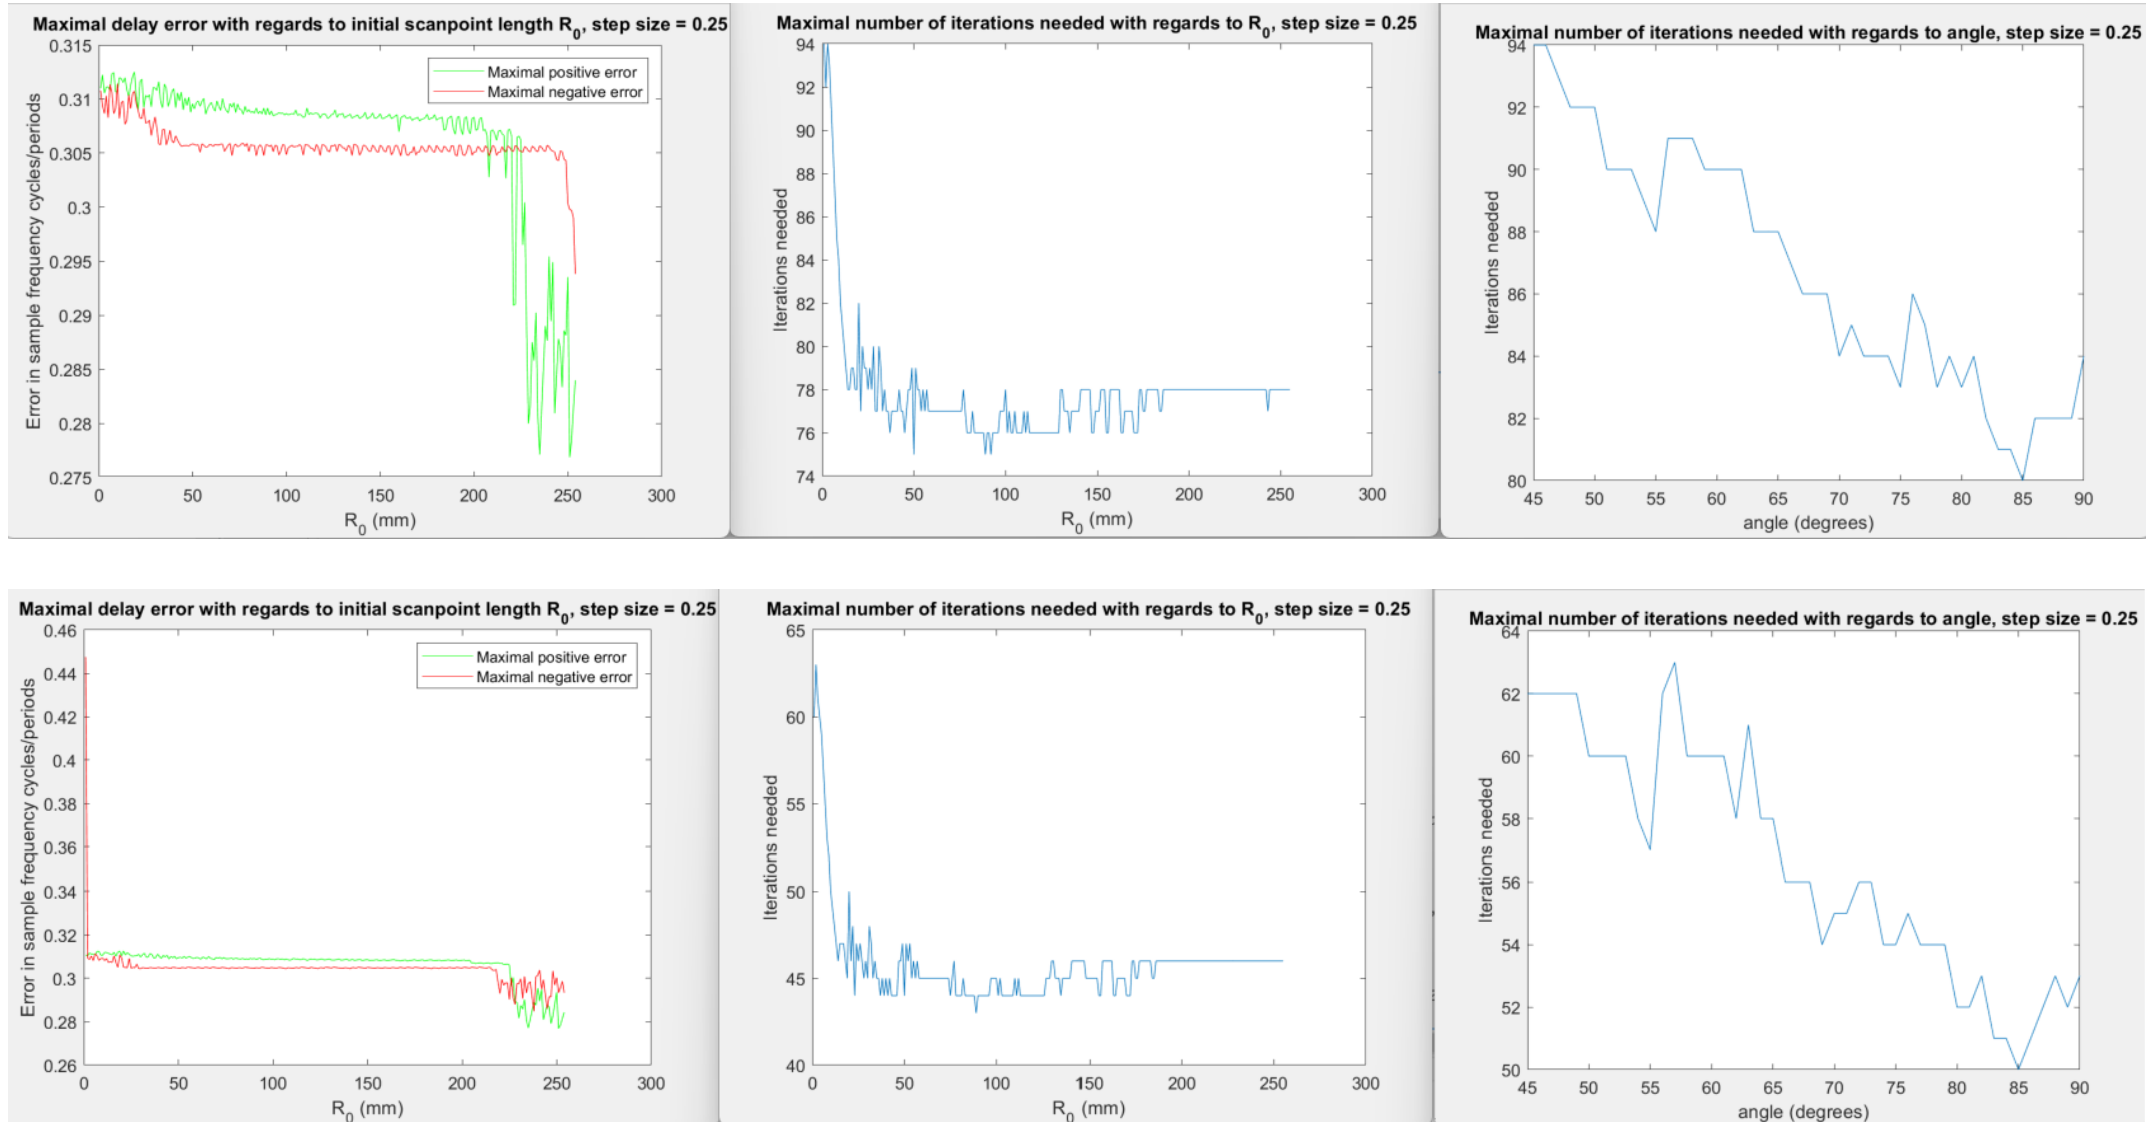 Maximal delay error with regards to initial scanpoint length R0, step size = 0.25
0.315
0.31
0.305
0.3
0.295
0.29
0.285
0.28
0.275
Error in sample frequency cycles/periods
Maximal positive error
Maximal negative error
0 50 100 150 200 250 300
R0 (mm)
Maximal number of iterations needed with regards to R0, step size = 0.25
94
92
90
88
86
84
82
80
78
76
74
Iterations needed
0 50 100 150 200 250 300
R0 (mm)
Maximal number of iterations needed with regards to angle, step size = 0.25
94
92
90
88
86
84
82
80
Iterations needed
45 50 55 60 65 70 75 80 85 90
angle (degrees)
Maximal delay error with regards to initial scanpoint length R0, step size = 0.25
0.46
0.44
0.42
0.4
0.38
0.36
0.34
0.32
0.3
0.28
0.26
Error in sample frequency cycles/periods
Maximal positive error
Maximal negative error
0 50 100 150 200 250 300
R0 (mm)
Maximal number of iterations needed with regards to R0, step size = 0.25
65
60
55
50
45
40
Iterations needed
0 50 100 150 200 250 300
R0 (mm)
Maximal number of iterations needed with regards to angle, step size = 0.25
64
62
60
58
56
54
52
50
Iterations needed
45 50 55 60 65 70 75 80 85 90
angle (degrees)